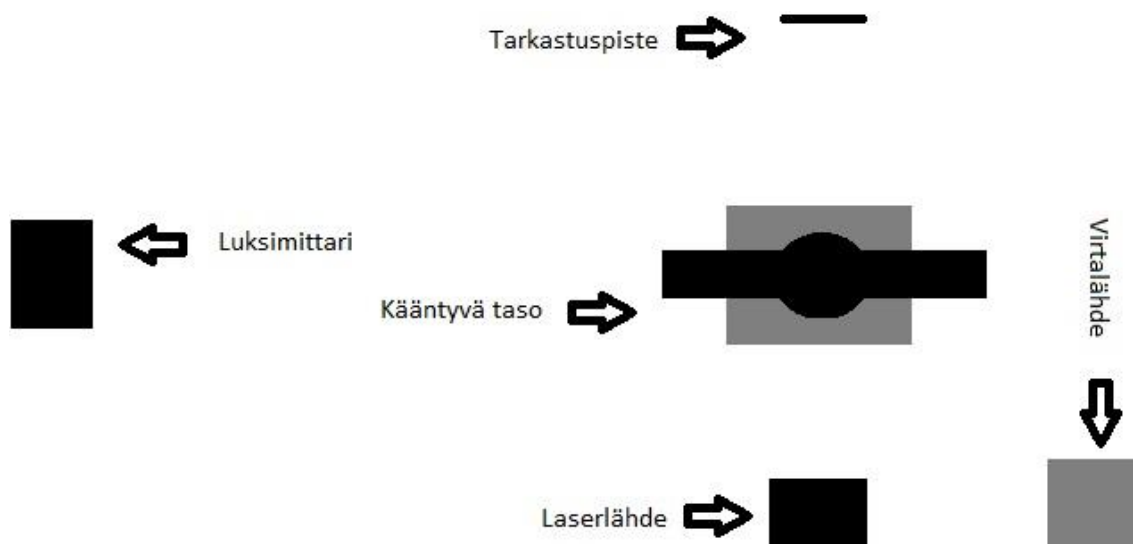 Tarkastuspiste
Luksimittari
Kääntyvä taso
Virtalähde
Laserlähde